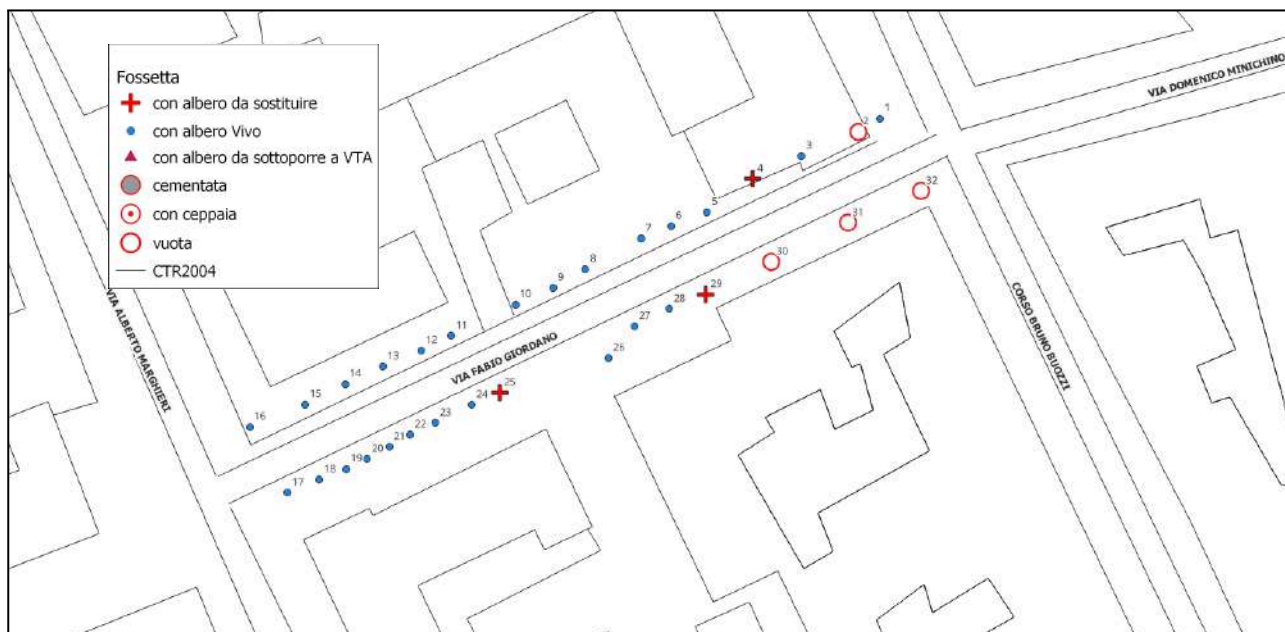 Fossetta
con albero da sostituire
con albero Vivo
con albero da sottoporre a VTA
cementata
con ceppaia
vuota
CTR2004
VIA DOMENICO MINICHINO
1
2
3
4
5
6
7
8
9
10
11
12
13
14
15
16
VIA FABIO GIORDANO
32
31
30
29
28
27
26
25
24
23
22
21
20
19
18
17
VIA ALBERTO MARGHIERI
CORSO BRUNO BUOZZI